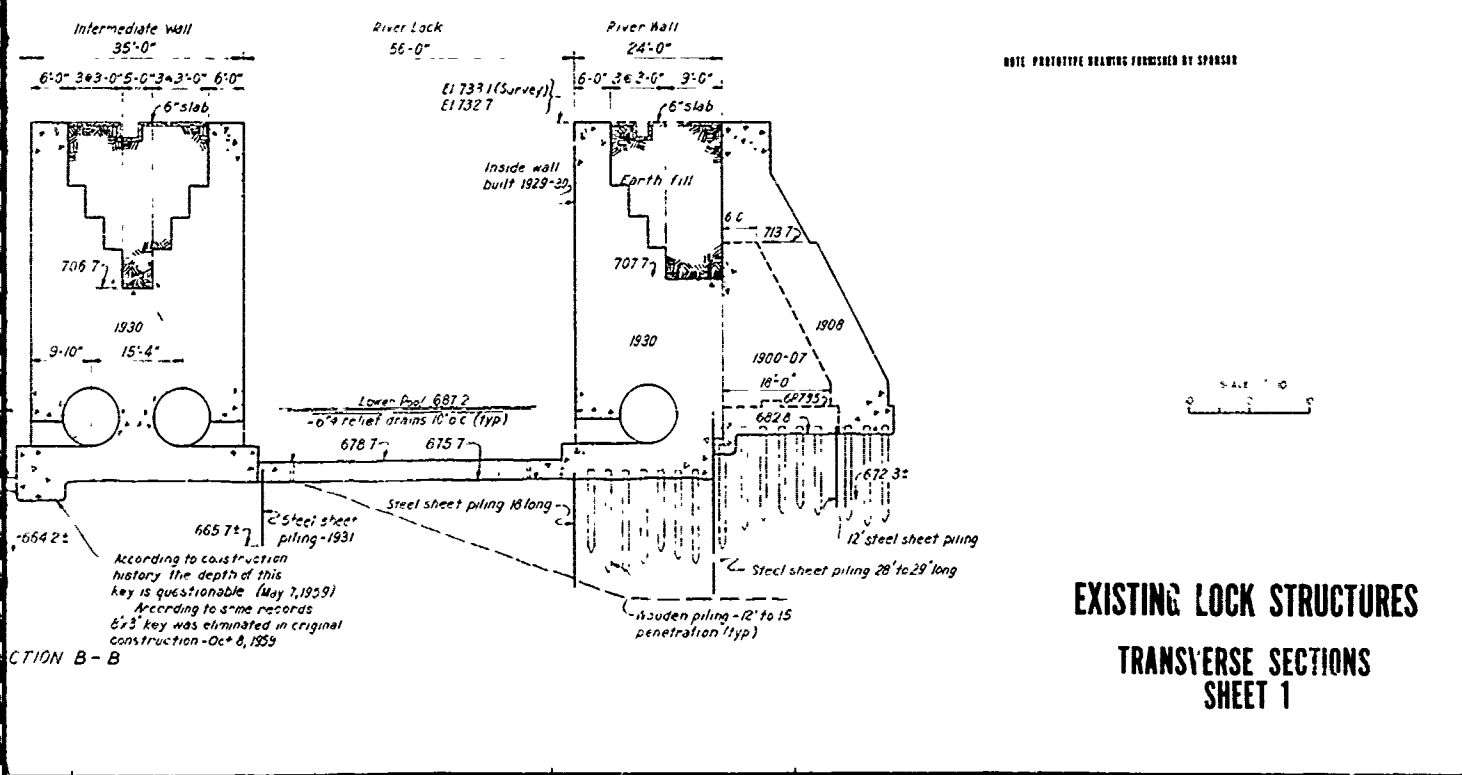 Intermediate Wall
35'-0"
River Lock
56-0"
River Wall
24'-0"
NOTE PROTOTYPE DRAWING FURNISHED BY SPONSOR
6'-0" 3@3'-0" 5'-0" 3@3'-0" 6'-0"
6-0" 3@3-0" 9'-0"
El 733.1 (Survey)
El 732.7
6" slab
6" slab
Inside wall
built 1929-30
Earth fill
6 0
713.7
706.7
707.7
1930
1930
1908
9'-10" 15'-4"
1900-07
18'-0"
Lower Pool 687.2
6"φ relief drains 10' o.c. (typ)
682.8
678.7 675.7
672.3±
Steel sheet piling 18' long
665.7±
Steel sheet
piling - 1931
12' steel sheet piling
-664.2±
According to construction
history the depth of this
key is questionable (May 7, 1959)
According to some records
key was eliminated in original
construction - Oct 8, 1959
Steel sheet piling 28' to 29' long
Wooden piling - 12' to 15
penetration (typ)
CTION B - B
EXISTING LOCK STRUCTURES
TRANSVERSE SECTIONS
SHEET 1